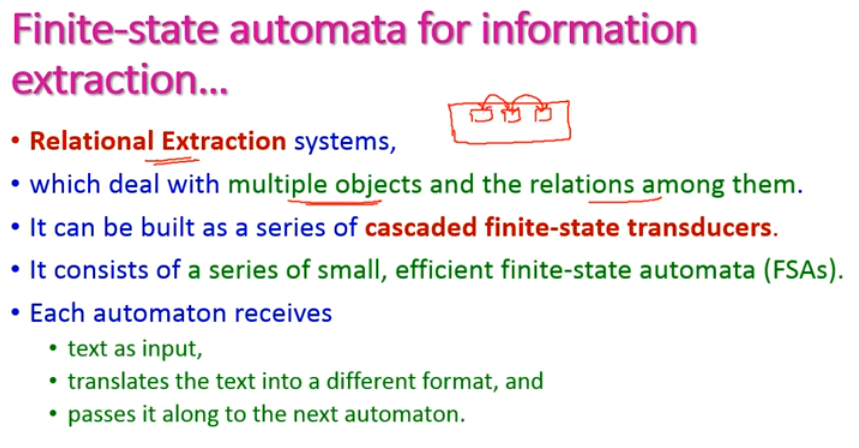 Finite-state automata for information
extraction...
• Relational Extraction systems,
• which deal with multiple objects and the relations among them.
• It can be built as a series of cascaded finite-state transducers.
• It consists of a series of small, efficient finite-state automata (FSAs).
• Each automaton receives
• text as input,
• translates the text into a different format, and
• passes it along to the next automaton.